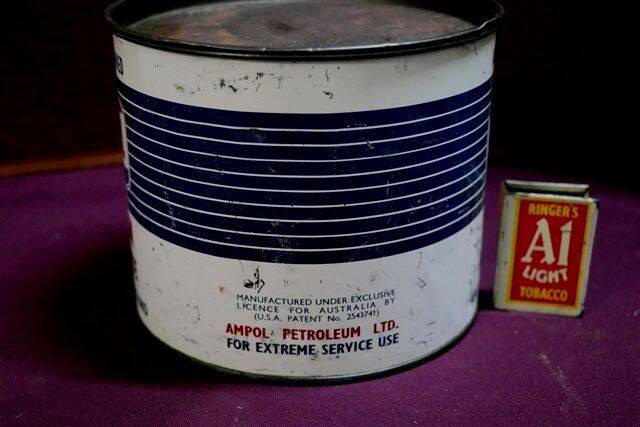 MANUFACTURED UNDER EXCLUSIVE
LICENCE FOR AUSTRALIA BY
(U.S.A. PATENT No. 2543741)
AMPOL PETROLEUM LTD.
FOR EXTREME SERVICE USE
RINGER'S
A1
LIGHT
TOBACCO